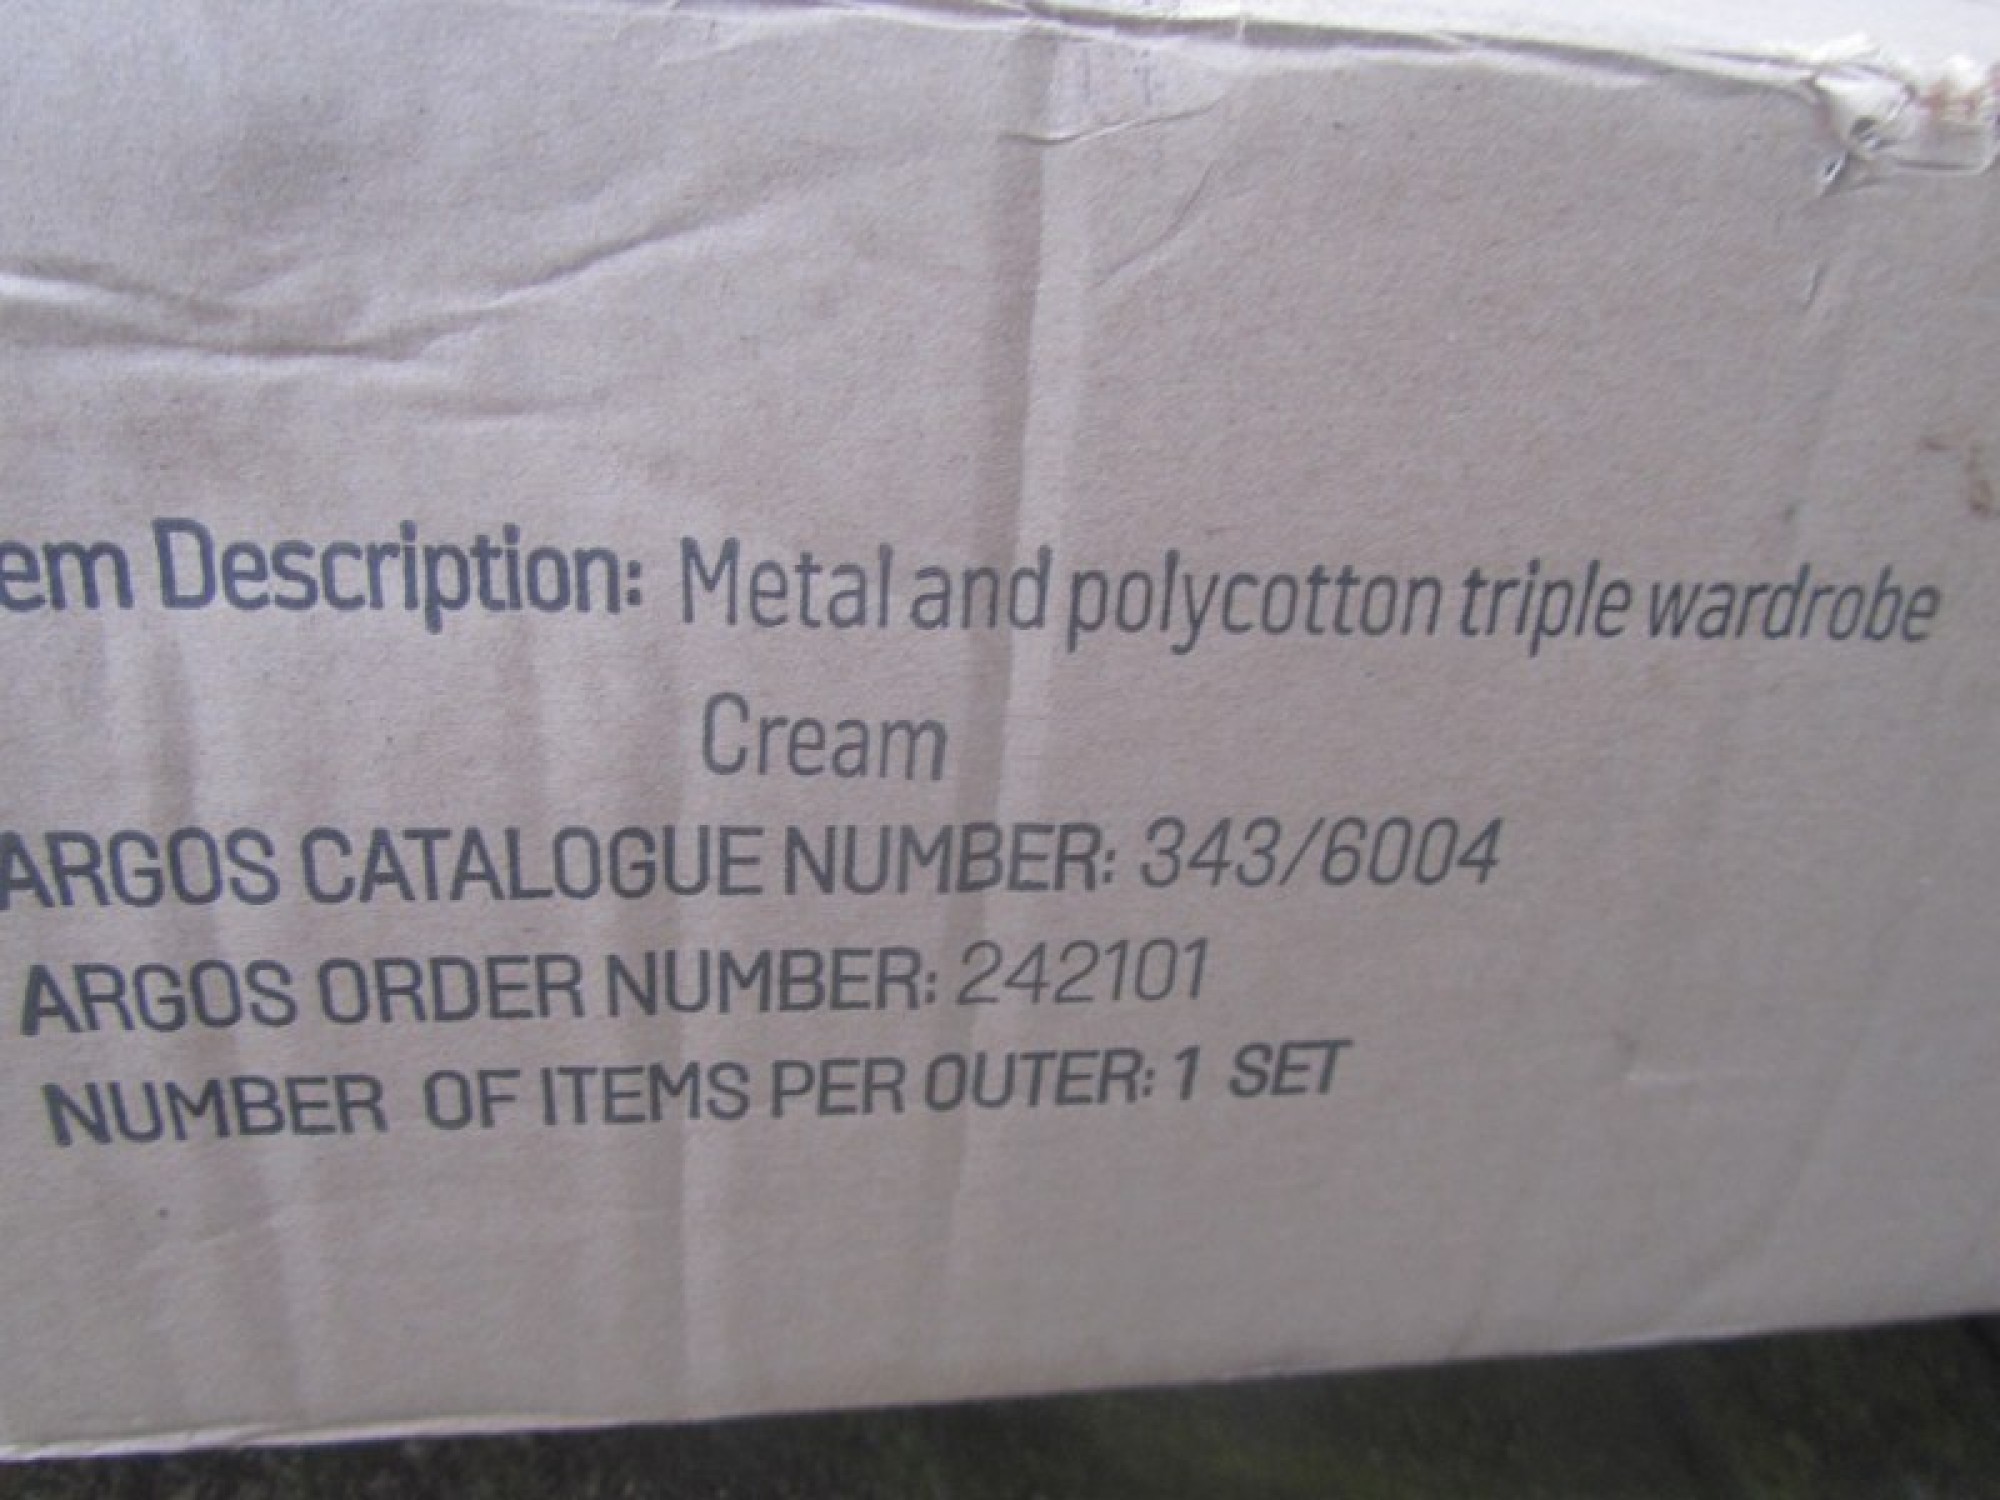 em Description: Metal and polycotton triple wardrobe
Cream
ARGOS CATALOGUE NUMBER: 343/6004
ARGOS ORDER NUMBER: 242101
NUMBER OF ITEMS PER OUTER: 1 SET